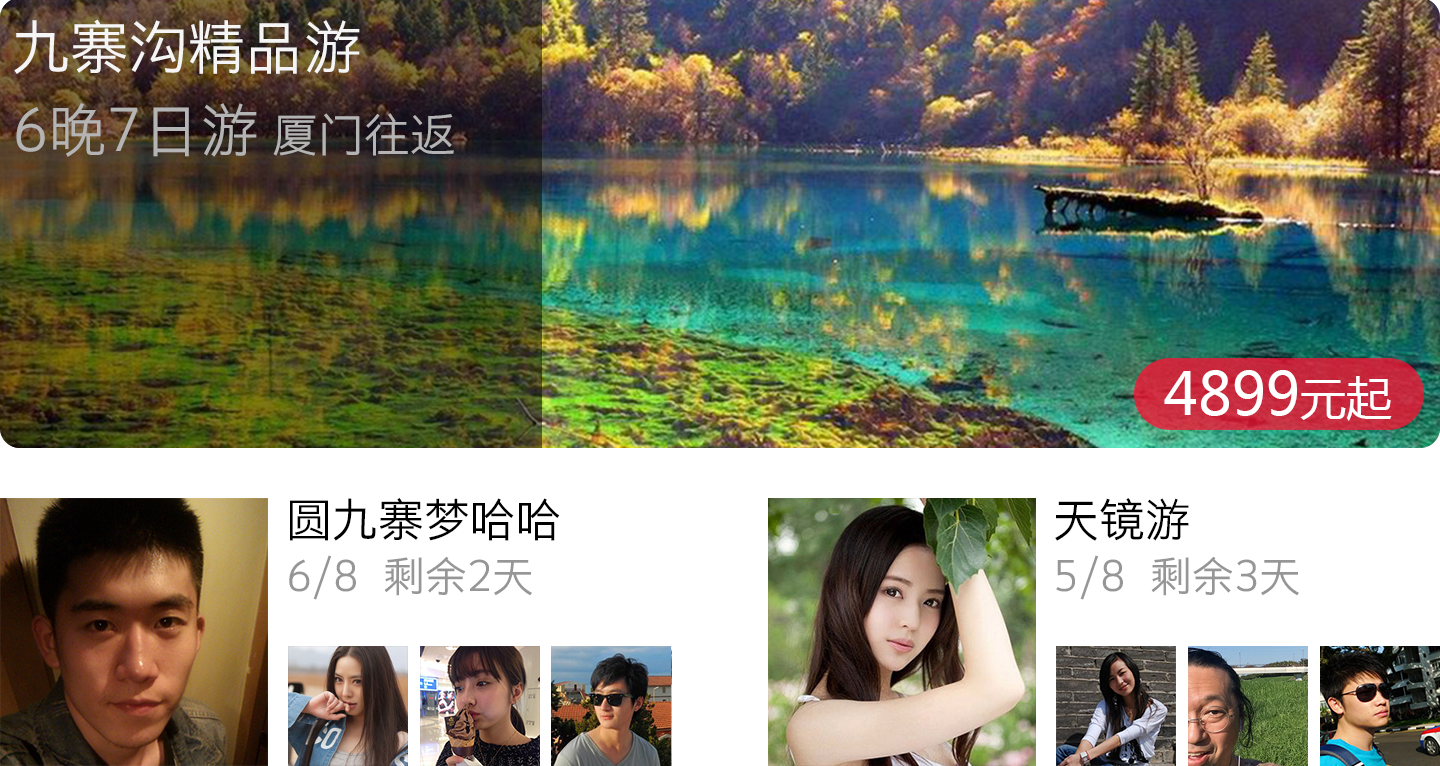 九寨沟精品游
6晚7日游 厦门往返
4899元起
圆九寨梦哈哈
6/8 剩余2天
天镜游
5/8 剩余3天